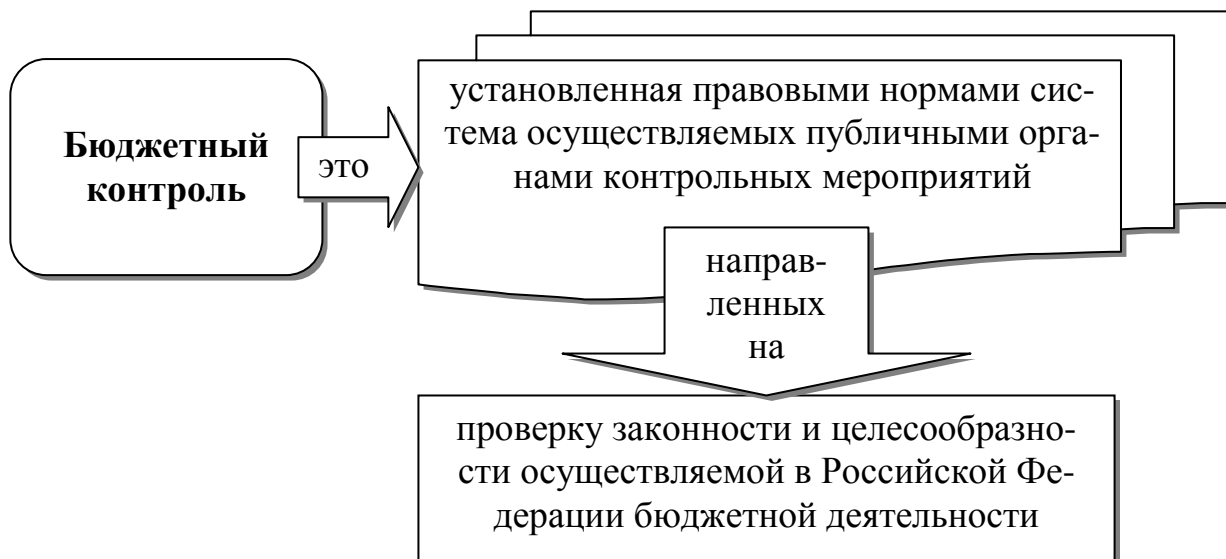 Бюджетный
контроль
это
установленная правовыми нормами сис-
тема осуществляемых публичными орга-
нами контрольных мероприятий
направ-
ленных
на
проверку законности и целесообразно-
сти осуществляемой в Российской Фе-
дерации бюджетной деятельности